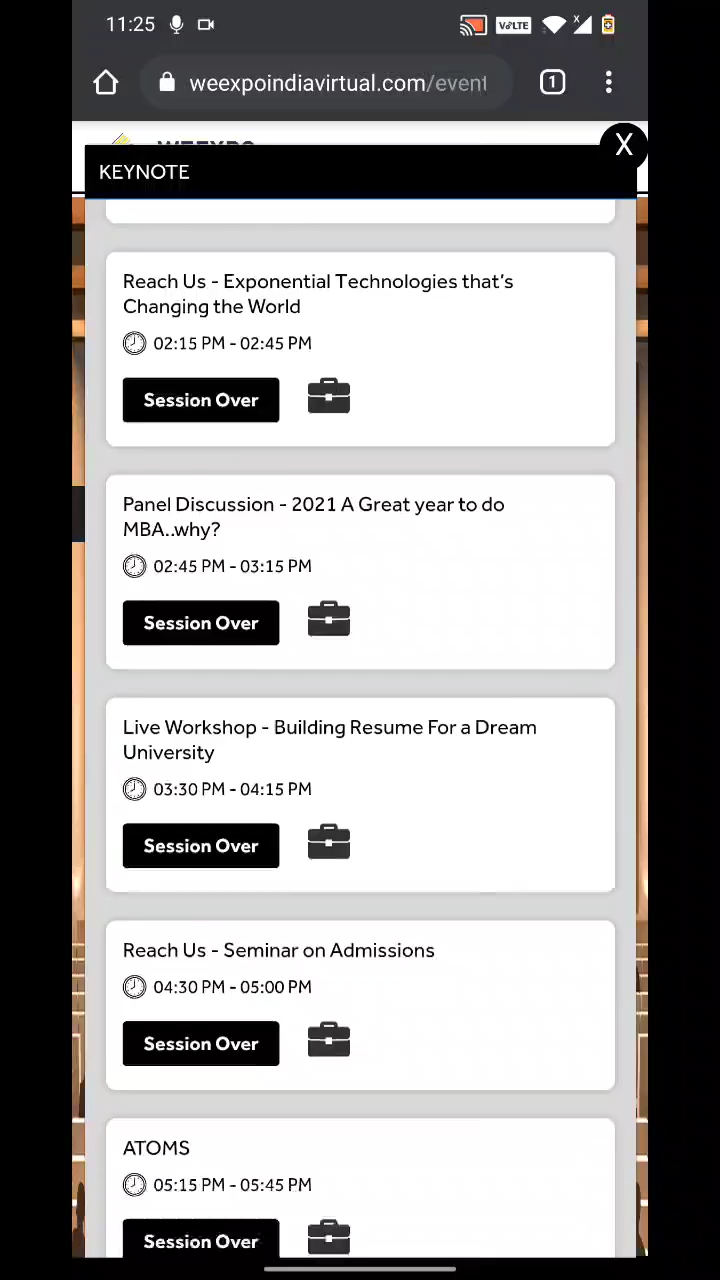 11:25
VoLTE
weexpoindiavirtual.com/event
1
X
KEYNOTE
Reach Us - Exponential Technologies that's
Changing the World
02:15 PM - 02:45 PM
Session Over
Panel Discussion - 2021 A Great year to do
MBA..why?
02:45 PM - 03:15 PM
Session Over
Live Workshop - Building Resume For a Dream
University
03:30 PM - 04:15 PM
Session Over
Reach Us - Seminar on Admissions
04:30 PM - 05:00 PM
Session Over
ATOMS
05:15 PM - 05:45 PM
Session Over